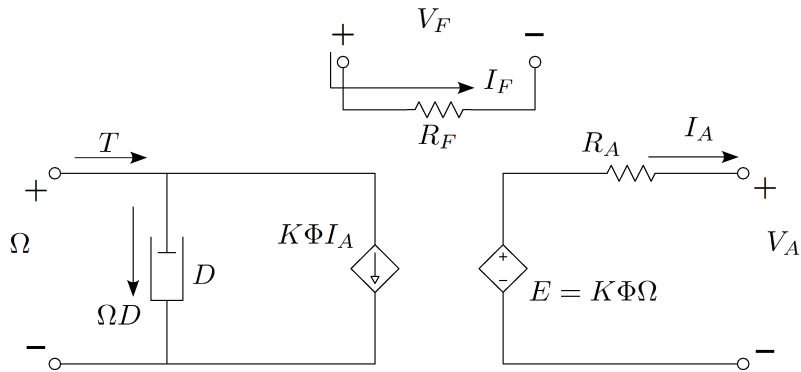 V_F
+ −
I_F
R_F
T
+
Ω
−
ΩD
D
KΦI_A
R_A
I_A
+
−
E = KΦΩ
+
V_A
−